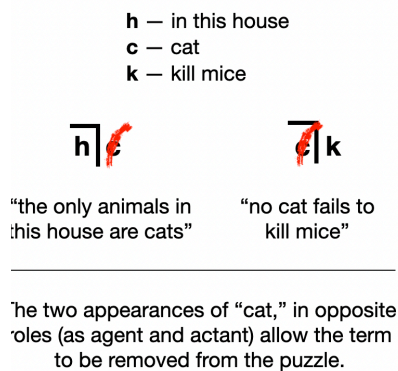 h — in this house
c — cat
k — kill mice
h c c k
“the only animals in “no cat fails to
this house are cats” kill mice”
The two appearances of “cat,” in opposite
roles (as agent and actant) allow the term
to be removed from the puzzle.